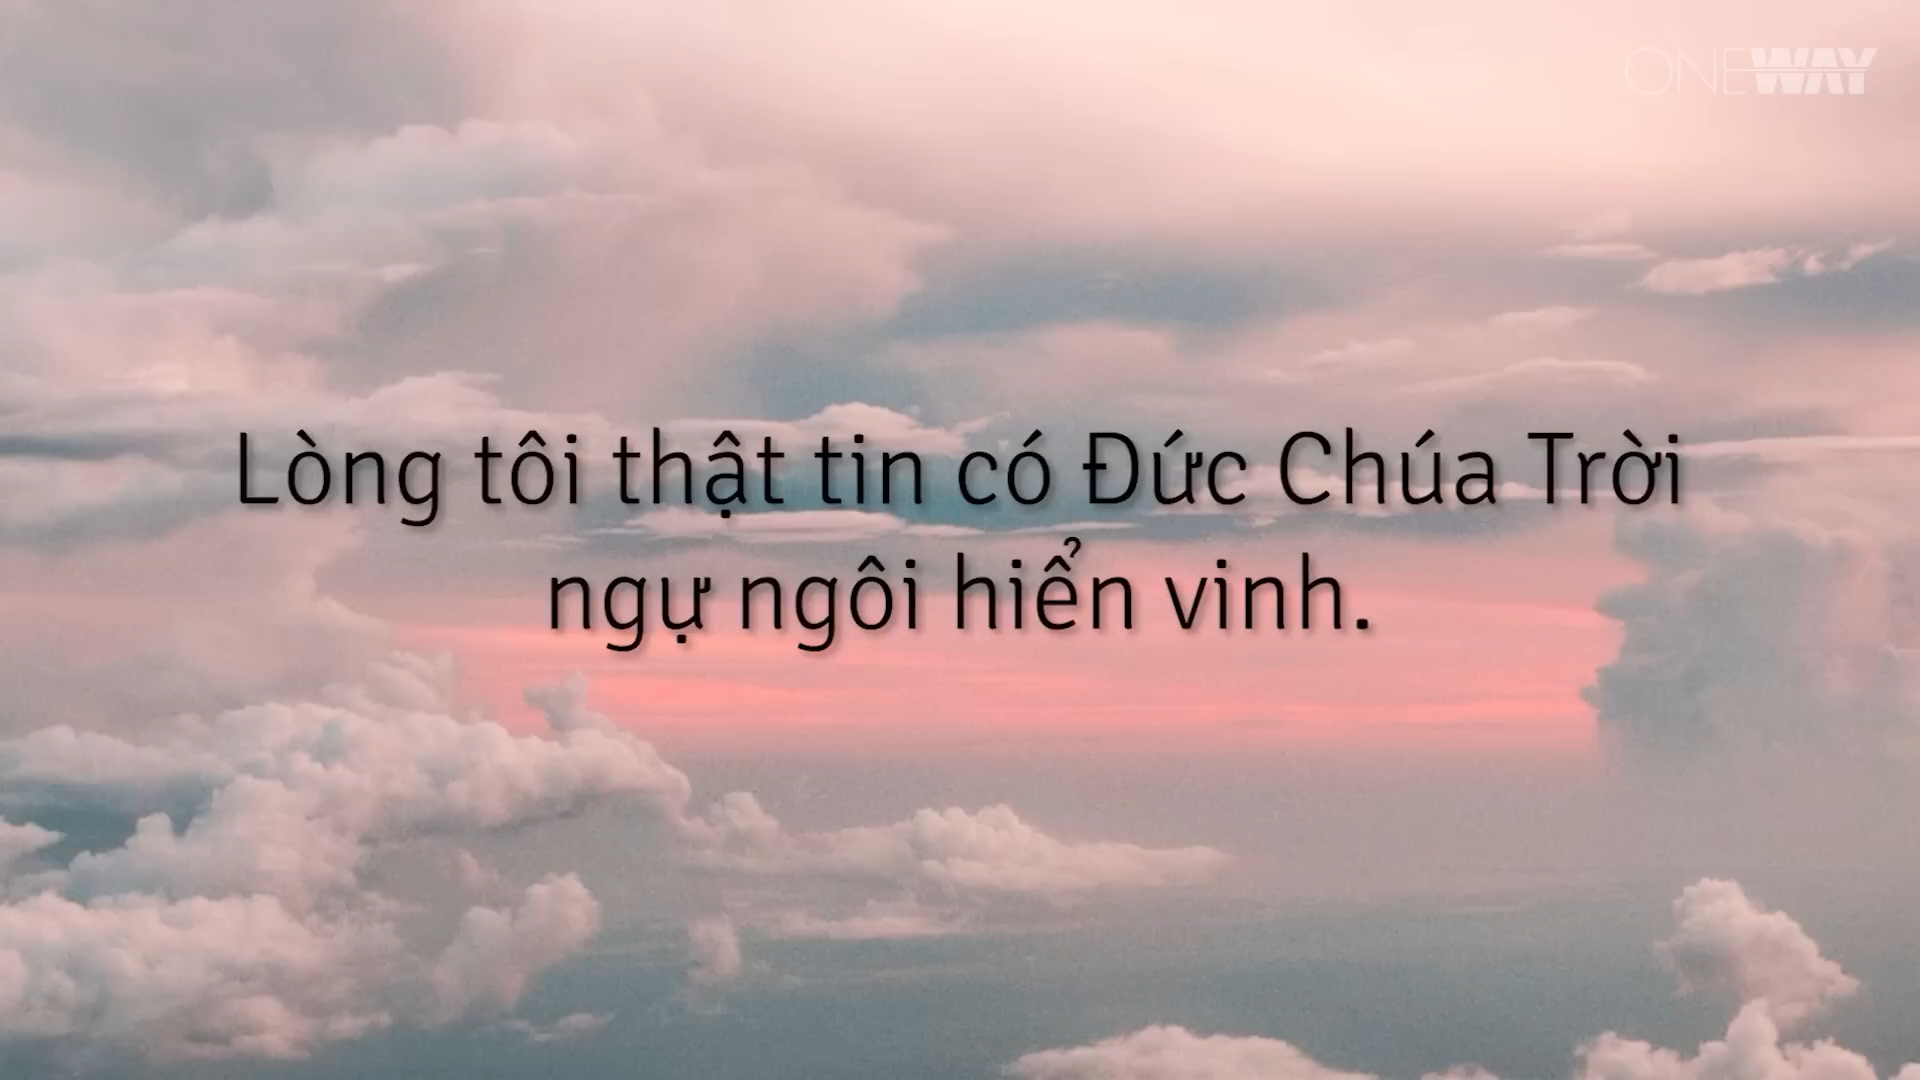 ONEWAY
Lòng tôi thật tin có Đức Chúa Trời
ngự ngôi hiển vinh.